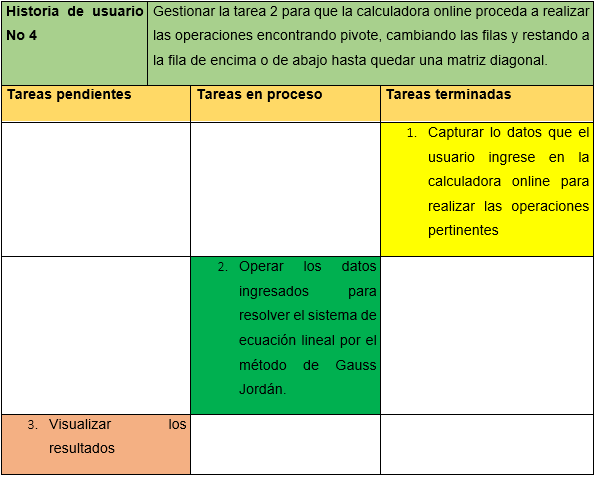 Historia de usuario
No 4
Gestionar la tarea 2 para que la calculadora online proceda a realizar
las operaciones encontrando pivote, cambiando las filas y restando a
la fila de encima o de abajo hasta quedar una matriz diagonal.
Tareas pendientes
Tareas en proceso
Tareas terminadas
1. Capturar lo datos que el
usuario ingrese en la
calculadora online para
realizar las operaciones
pertinentes
2. Operar los datos
ingresados para
resolver el sistema de
ecuación lineal por el
método de Gauss
Jordán.
3. Visualizar los
resultados